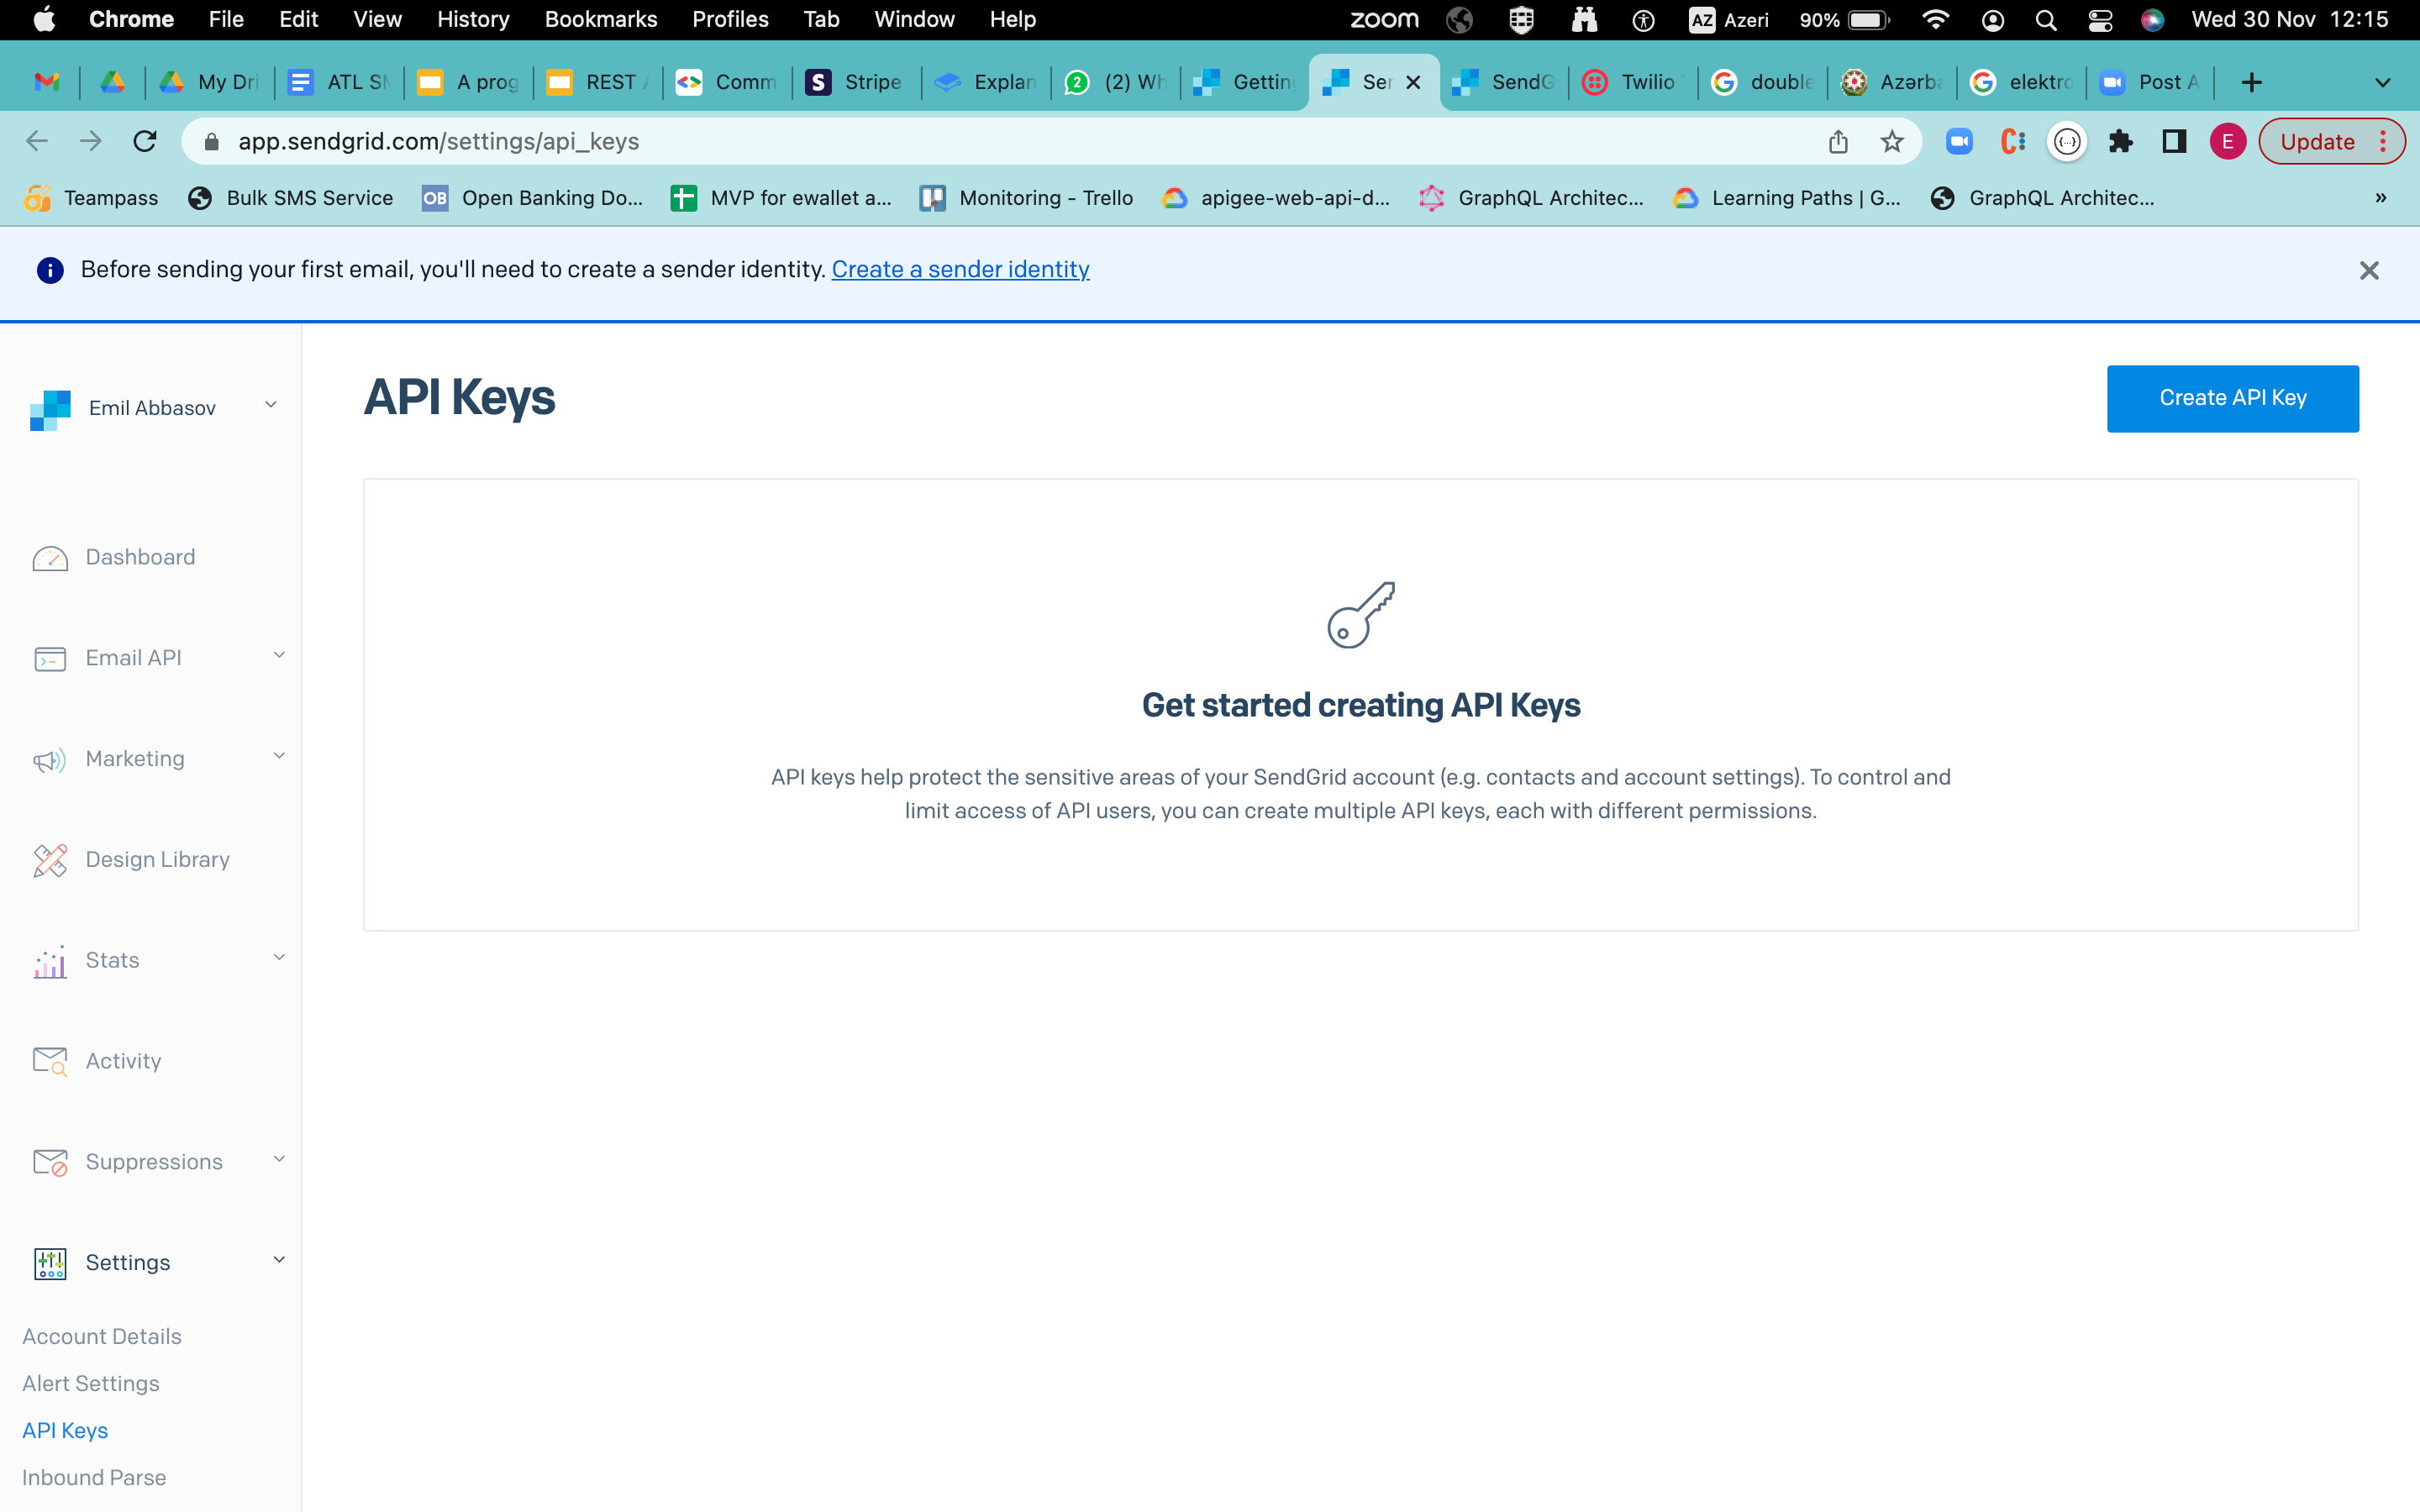 Chrome File Edit View History Bookmarks Profiles Tab Window Help zoom AZ Azeri 90% Wed 30 Nov 12:15
My Dri ATL SM A prog REST A Comm S Stripe Explan 2 (2) Wh Getting Ser SendG Twilio double Azərba elektro Post A
app.sendgrid.com/settings/api_keys E Update
Teampass Bulk SMS Service OB Open Banking Do... MVP for ewallet a... Monitoring - Trello apigee-web-api-d... GraphQL Architec... Learning Paths | G... GraphQL Architec... »
Before sending your first email, you'll need to create a sender identity. Create a sender identity
Emil Abbasov
Dashboard
Email API
Marketing
Design Library
Stats
Activity
Suppressions
Settings
Account Details
Alert Settings
API Keys
Inbound Parse
API Keys
Create API Key
Get started creating API Keys
API keys help protect the sensitive areas of your SendGrid account (e.g. contacts and account settings). To control and
limit access of API users, you can create multiple API keys, each with different permissions.